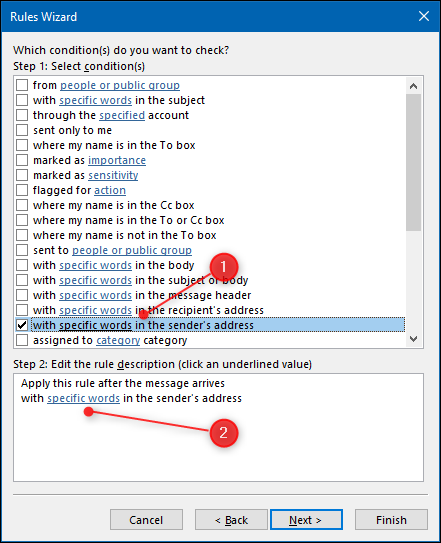 Rules Wizard
Which condition(s) do you want to check?
Step 1: Select condition(s)
from people or public group
with specific words in the subject
through the specified account
sent only to me
where my name is in the To box
marked as importance
marked as sensitivity
flagged for action
where my name is in the Cc box
where my name is in the To or Cc box
where my name is not in the To box
sent to people or public group
with specific words in the body
with specific words in the subject or body
with specific words in the message header
with specific words in the recipient's address
with specific words in the sender's address
assigned to category category
1
Step 2: Edit the rule description (click an underlined value)
Apply this rule after the message arrives
with specific words in the sender's address
2
Cancel
< Back
Next >
Finish